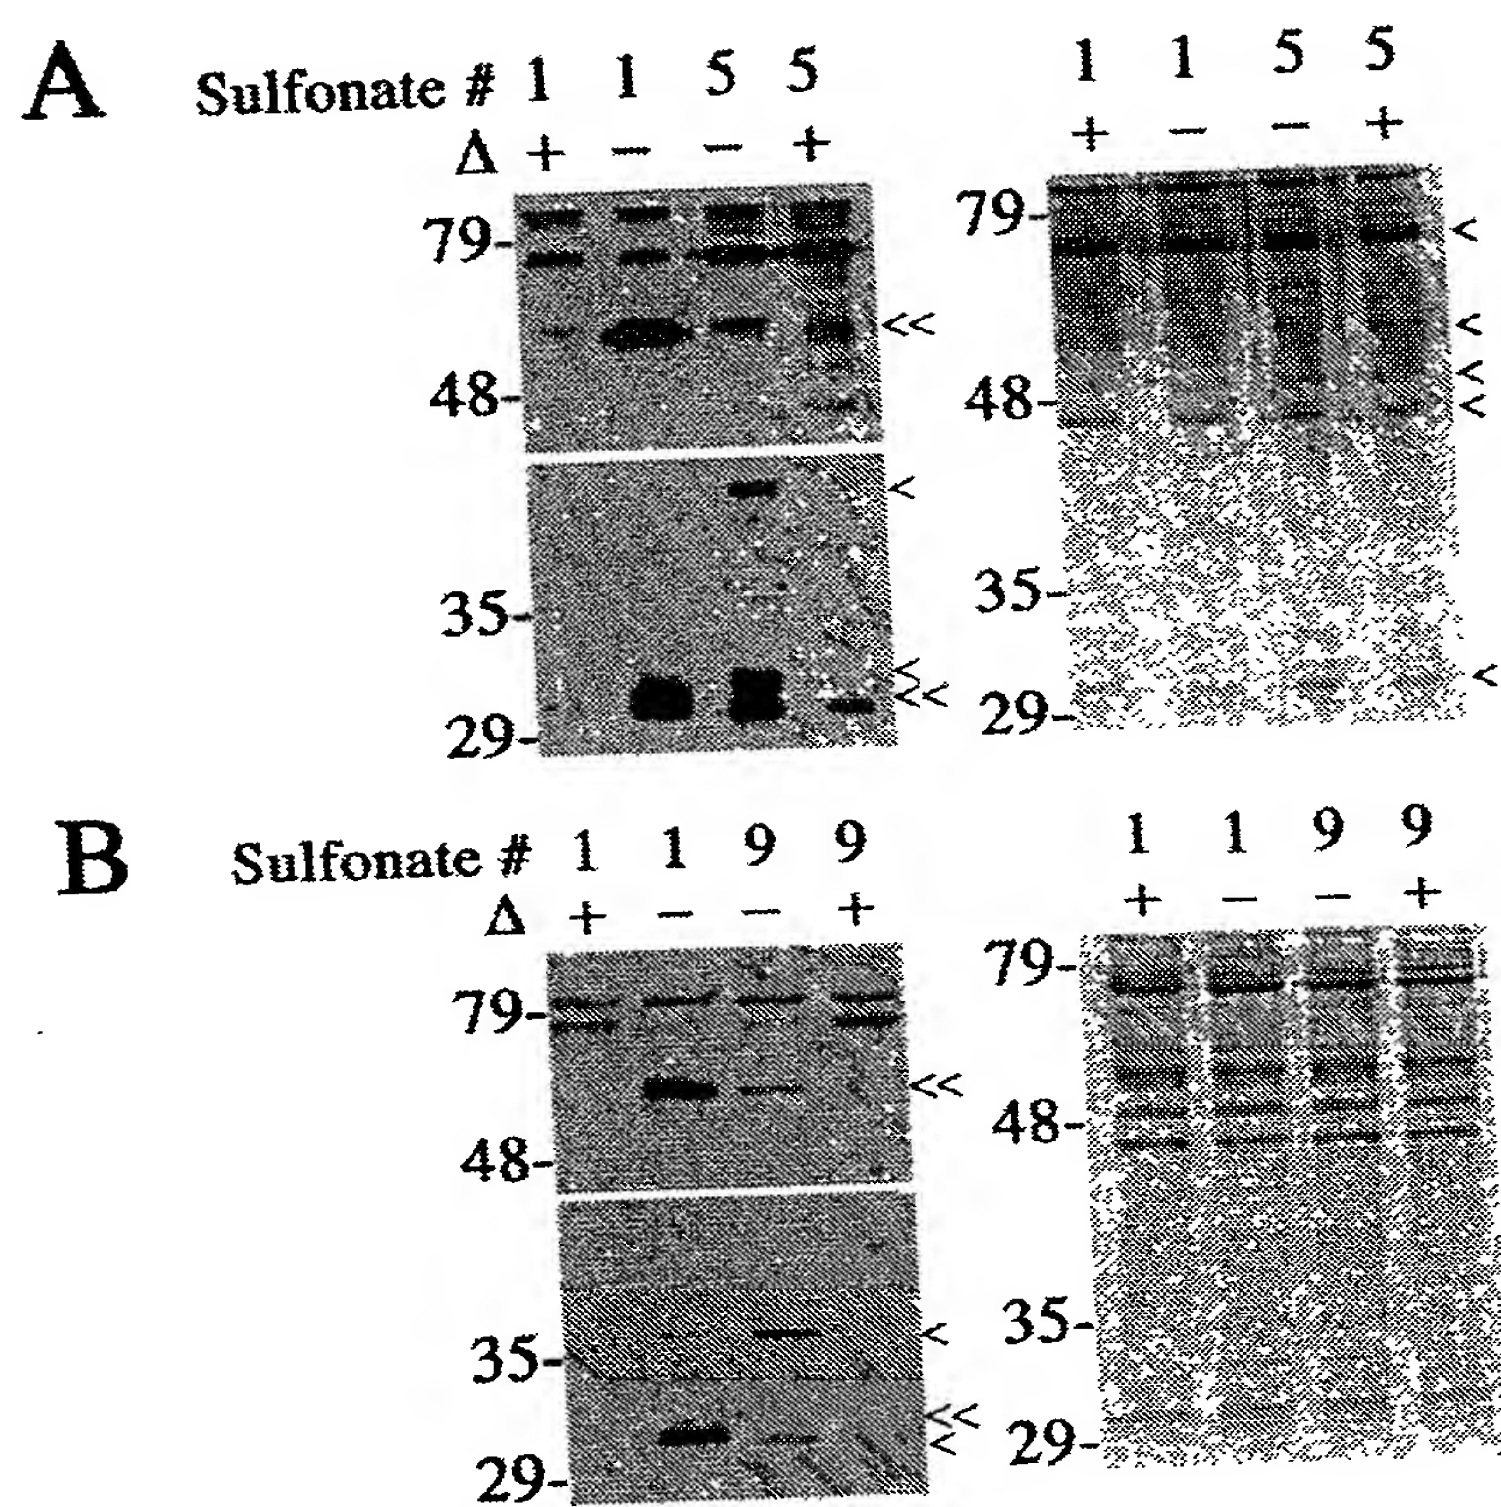 A Sulfonate # 1 1 5 5 1 1 5 5
Δ + − − + + − − +
79- 79- <
<< <
<
48- 48- <
<
35- 35-
<
<< <
29- 29-
B Sulfonate # 1 1 9 9 1 1 9 9
Δ + − − + + − − +
79- 79-
<<
48- 48-
35- < 35-
<<
<
29- 29-